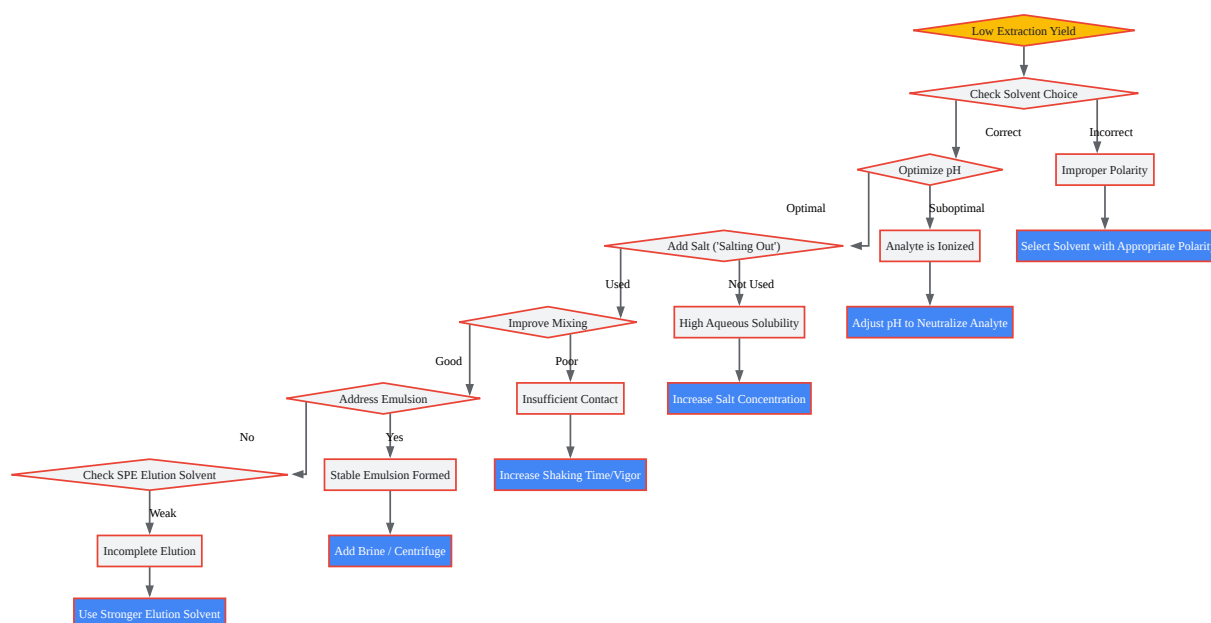 Low Extraction Yield
Check Solvent Choice
Correct
Incorrect
Optimize pH
Improper Polarity
Optimal
Suboptimal
Add Salt ('Salting Out')
Analyte is Ionized
Select Solvent with Appropriate Polarity
Used
Not Used
Improve Mixing
High Aqueous Solubility
Adjust pH to Neutralize Analyte
Good
Poor
Address Emulsion
Insufficient Contact
Increase Salt Concentration
No
Yes
Check SPE Elution Solvent
Stable Emulsion Formed
Increase Shaking Time/Vigor
Weak
Incomplete Elution
Add Brine / Centrifuge
Use Stronger Elution Solvent